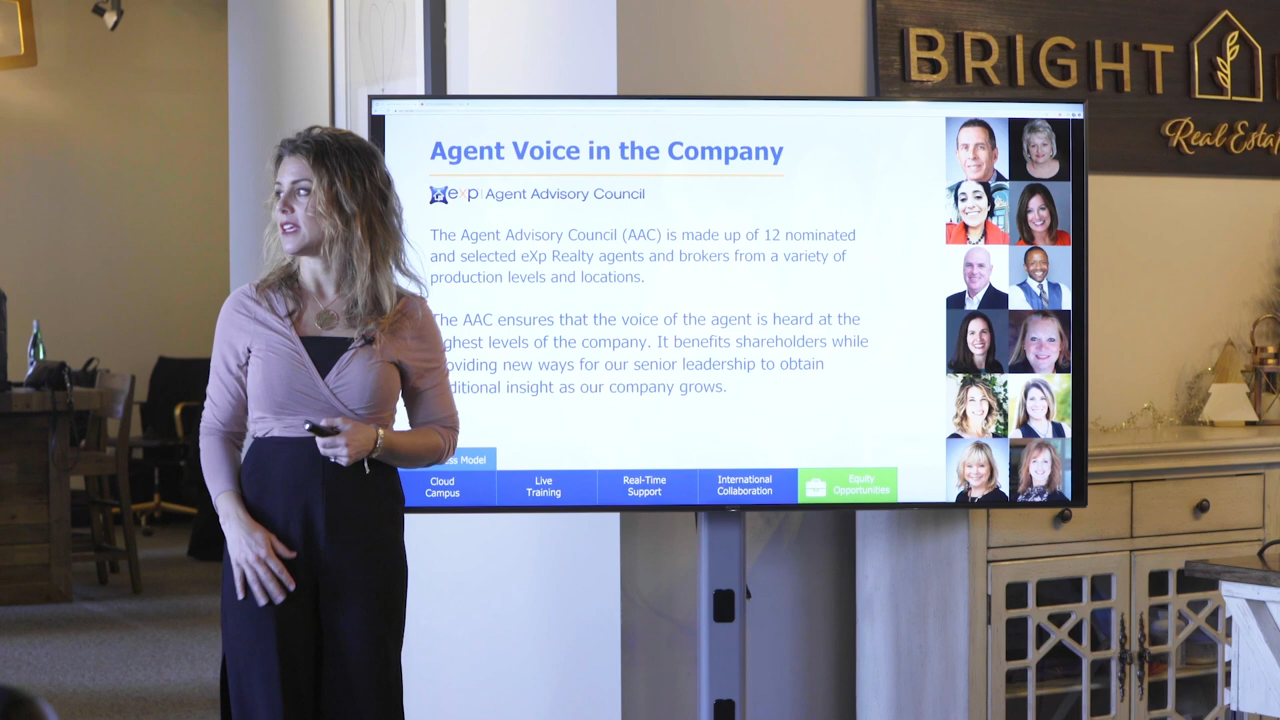 BRIGHT
Real Esta
Agent Voice in the Company
eXp | Agent Advisory Council
The Agent Advisory Council (AAC) is made up of 12 nominated
and selected eXp Realty agents and brokers from a variety of
production levels and locations.
The AAC ensures that the voice of the agent is heard at the
ghest levels of the company. It benefits shareholders while
oviding new ways for our senior leadership to obtain
ditional insight as our company grows.
ss Model
Cloud
Campus
Live
Training
Real-Time
Support
International
Collaboration
Equity
Opportunities